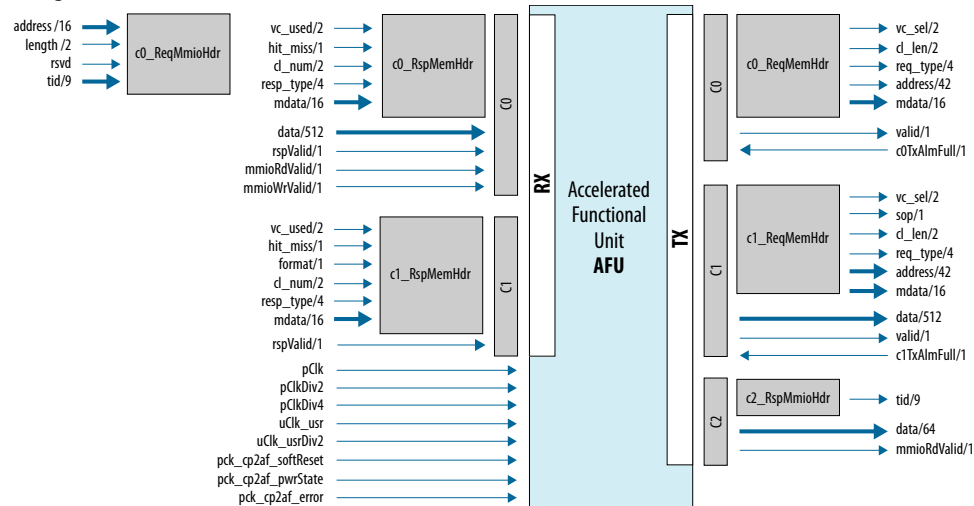 address /16
length /2
rsvd
tid/9
c0_ReqMmioHdr
vc_used/2
hit_miss/1
cl_num/2
resp_type/4
mdata/16
c0_RspMemHdr
data/512
rspValid/1
mmioRdValid/1
mmioWrValid/1
C0
vc_used/2
hit_miss/1
format/1
cl_num/2
resp_type/4
mdata/16
c1_RspMemHdr
rspValid/1
C1
pClk
pClkDiv2
pClkDiv4
uClk_usr
uClk_usrDiv2
pck_cp2af_softReset
pck_cp2af_pwrState
pck_cp2af_error
RX
Accelerated
Functional
Unit
AFU
TX
C0
c0_ReqMemHdr
vc_sel/2
cl_len/2
req_type/4
address/42
mdata/16
valid/1
c0TxAlmFull/1
C1
c1_ReqMemHdr
vc_sel/2
sop/1
cl_len/2
req_type/4
address/42
mdata/16
data/512
valid/1
c1TxAlmFull/1
C2
c2_RspMmioHdr
tid/9
data/64
mmioRdValid/1